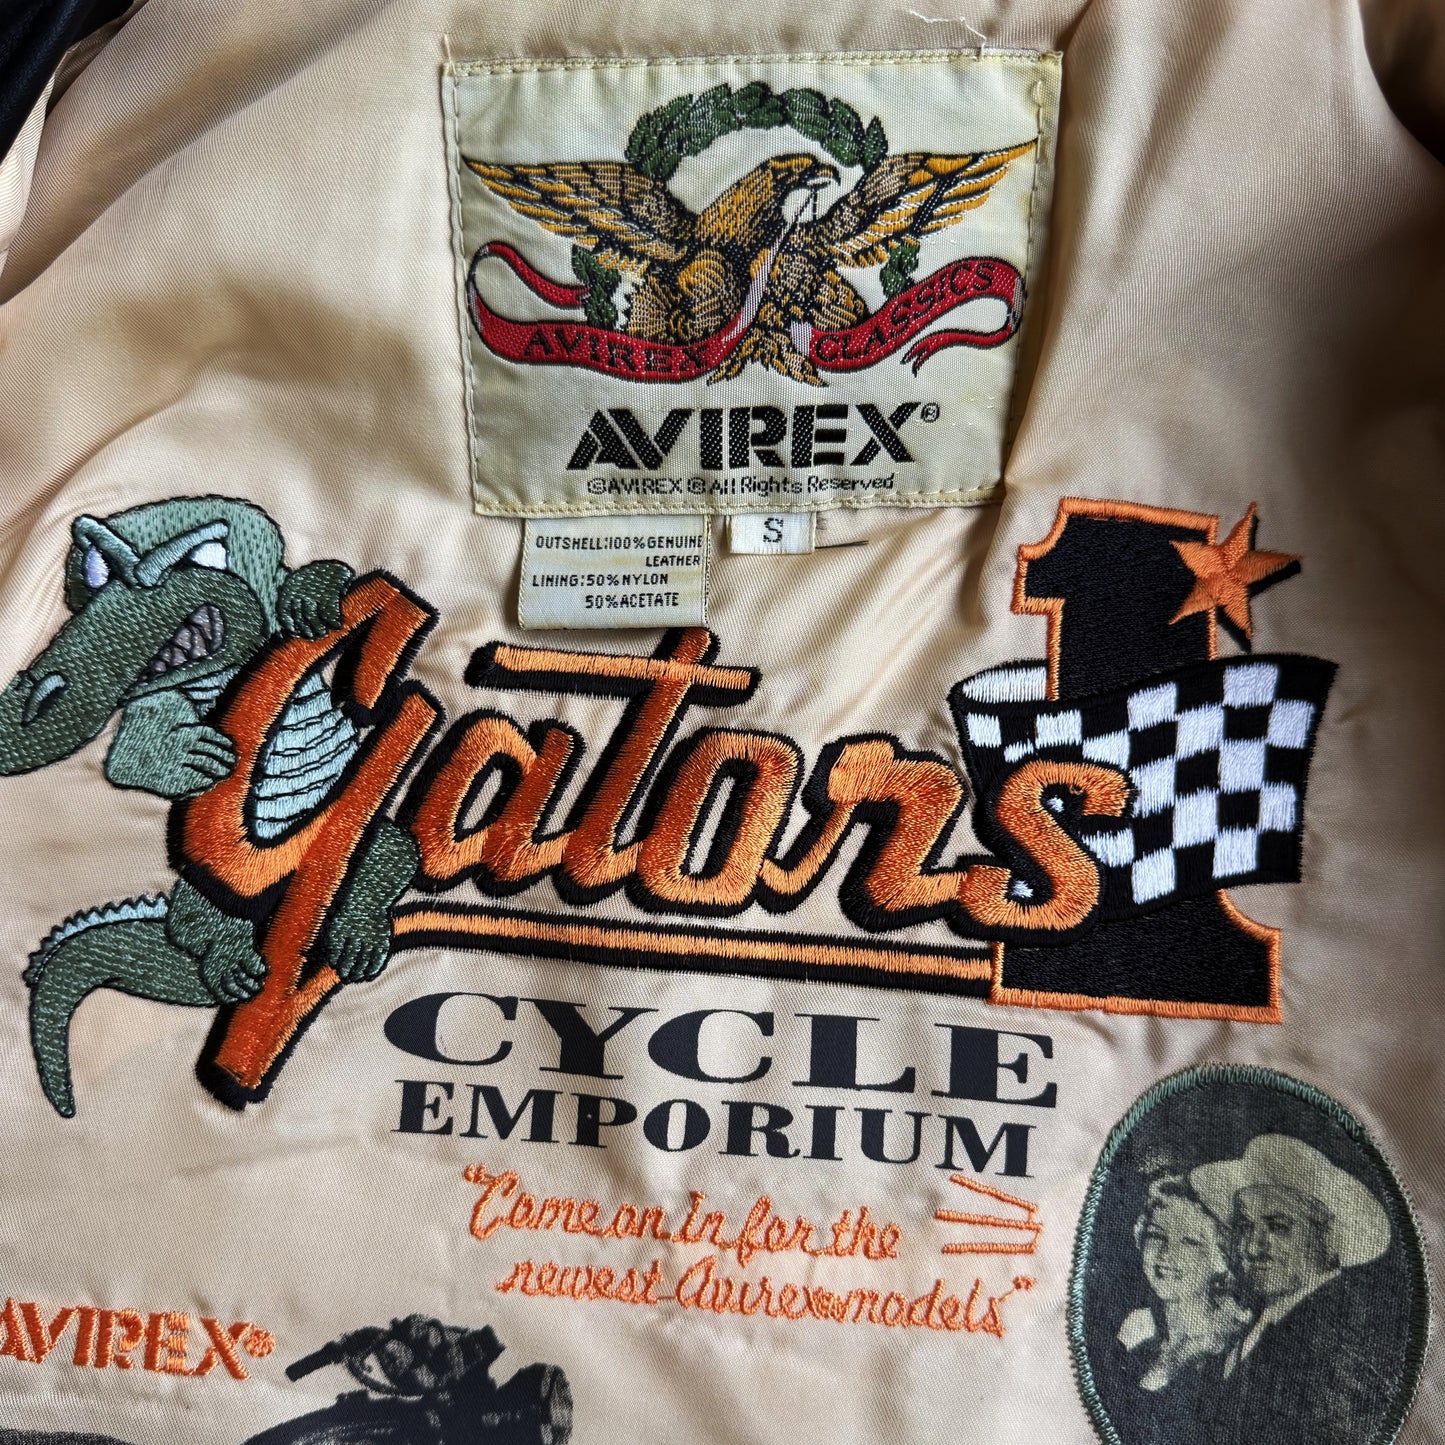 AVIREX CLASSICS
AVIREX®
©AVIREX ©All Rights Reserved
S
OUTSHELL:100%GENUINE
LEATHER
LINING:50%NYLON
50%ACETATE
1
Gators
CYCLE
EMPORIUM
"Come on In for the
newest Avirex models"
AVIREX®